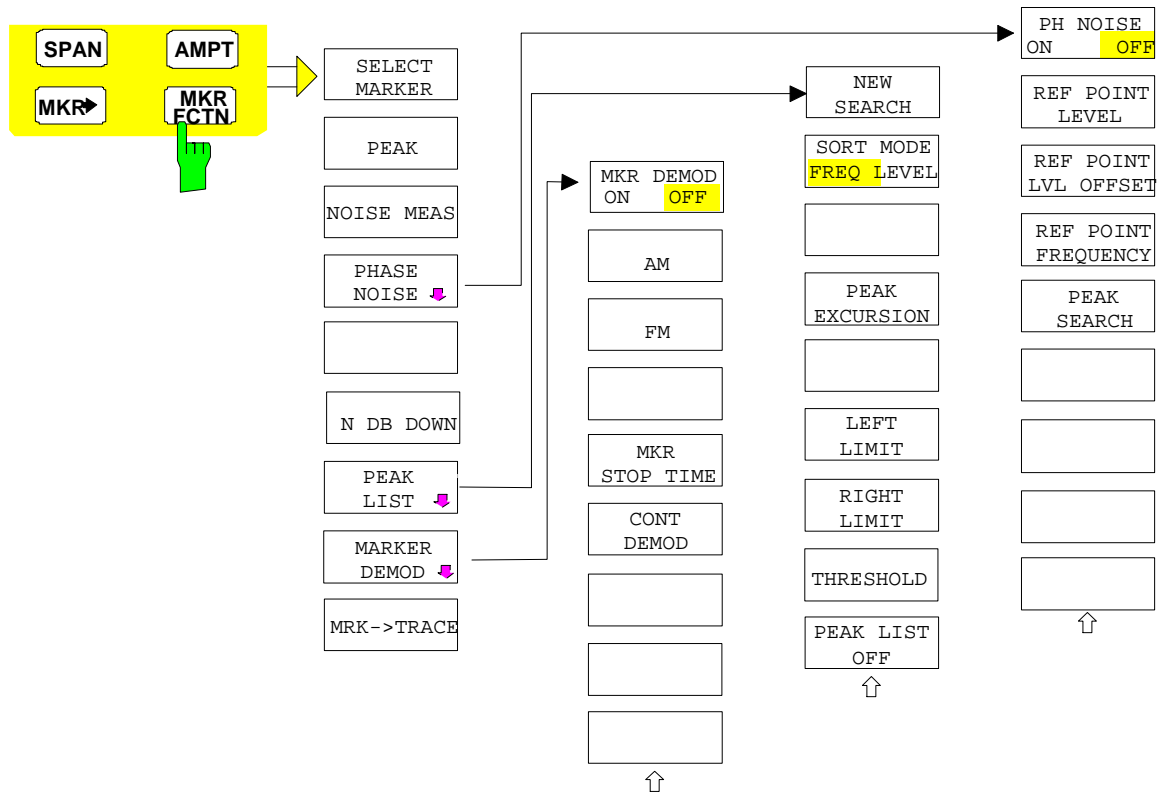 SPAN
AMPT
MKR
MKR
FCTN
SELECT
MARKER
PEAK
NOISE MEAS
PHASE
NOISE
N DB DOWN
PEAK
LIST
MARKER
DEMOD
MRK->TRACE
MKR DEMOD
ON OFF
AM
FM
MKR
STOP TIME
CONT
DEMOD
NEW
SEARCH
SORT MODE
FREQ LEVEL
PEAK
EXCURSION
LEFT
LIMIT
RIGHT
LIMIT
THRESHOLD
PEAK LIST
OFF
PH NOISE
ON OFF
REF POINT
LEVEL
REF POINT
LVL OFFSET
REF POINT
FREQUENCY
PEAK
SEARCH